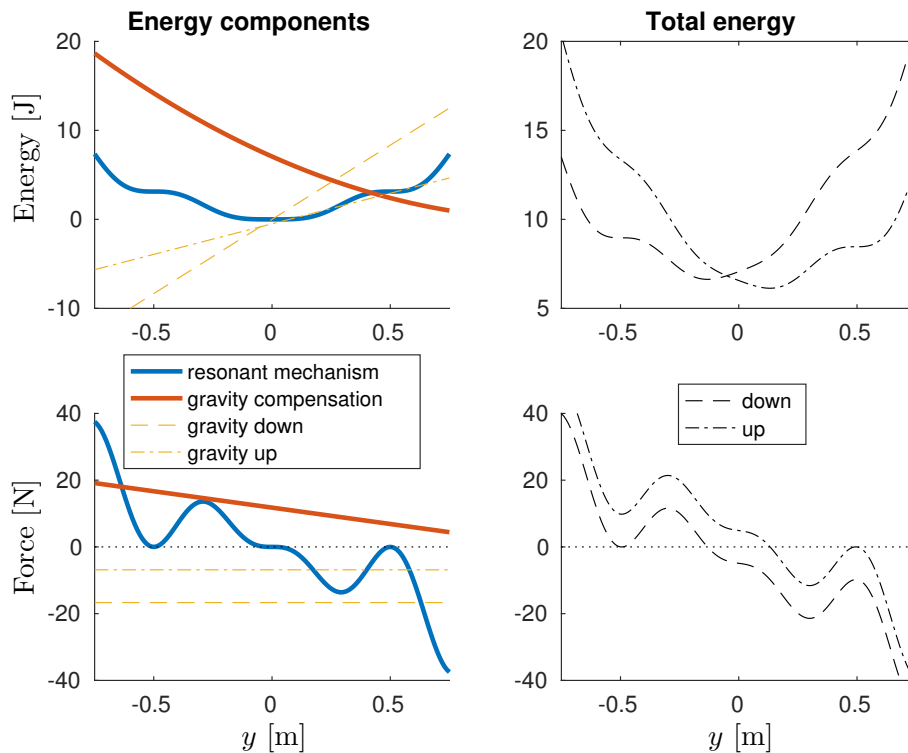 Energy components
Total energy
Energy [J]
20
10
0
-10
-0.5
0
0.5
20
15
10
5
-0.5
0
0.5
resonant mechanism
gravity compensation
gravity down
gravity up
Force [N]
40
20
0
-20
-40
-0.5
0
0.5
y [m]
down
up
40
20
0
-20
-40
-0.5
0
0.5
y [m]